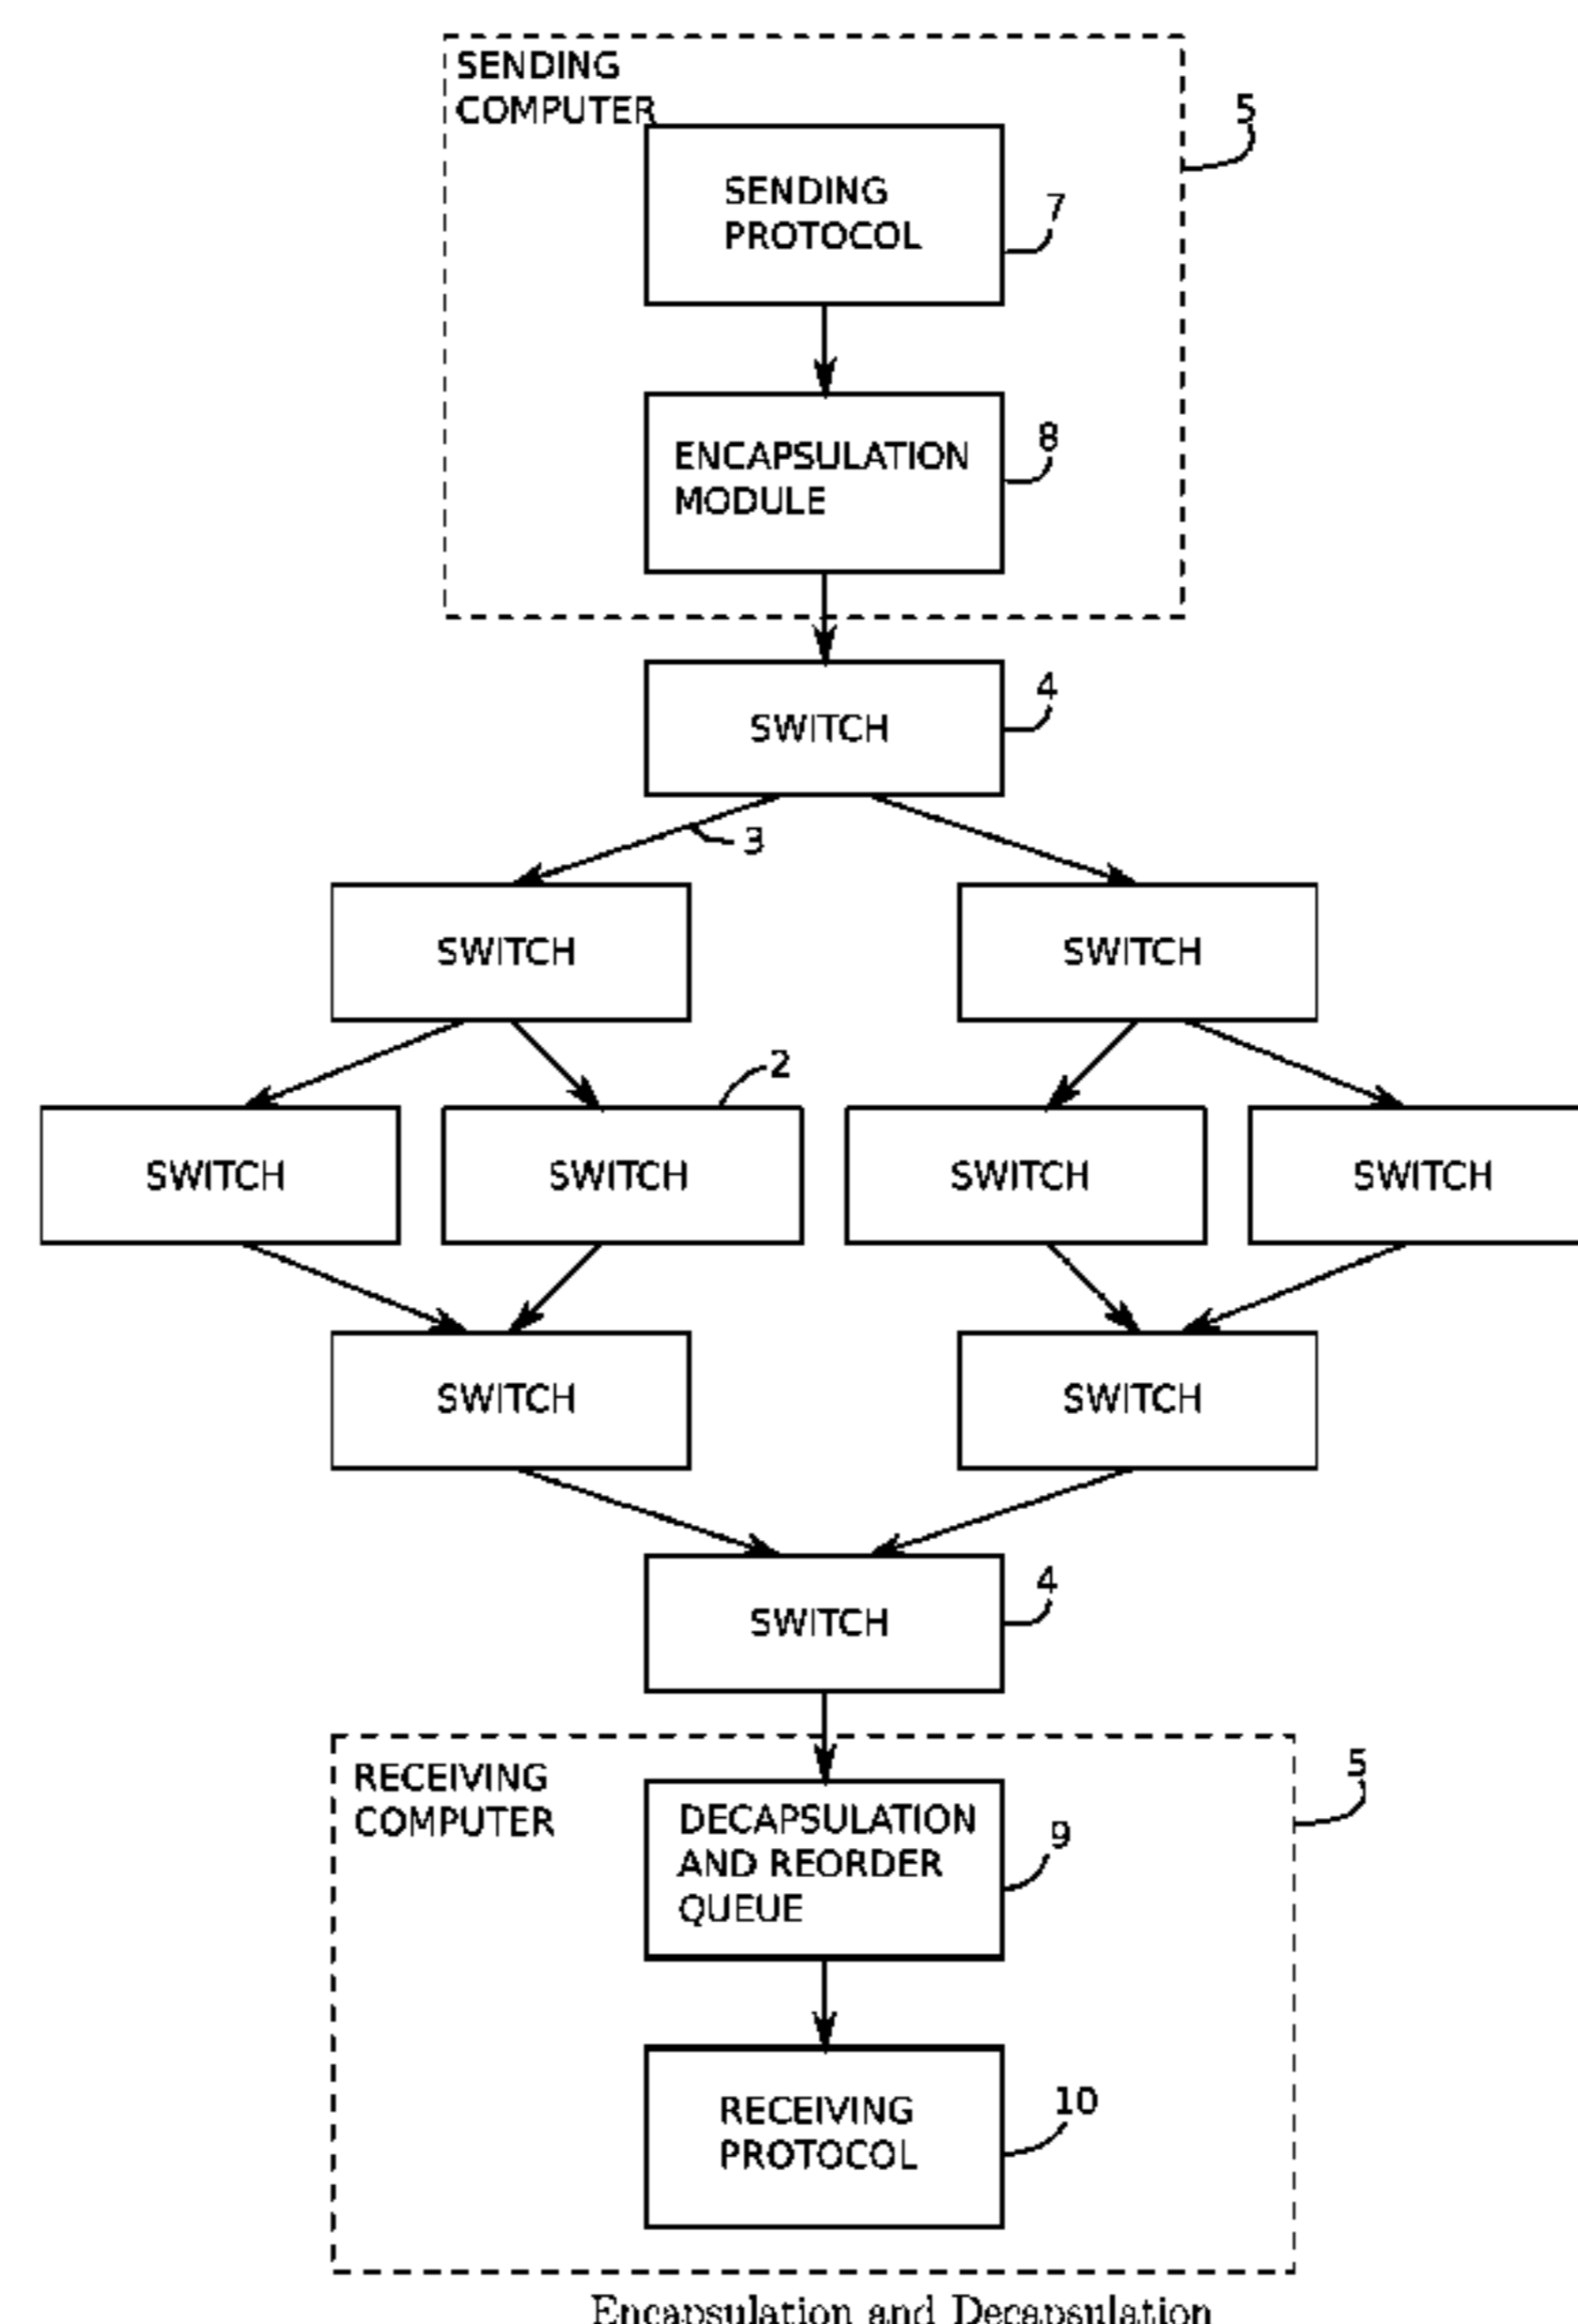 SENDING
COMPUTER
5
SENDING
PROTOCOL
7
ENCAPSULATION
MODULE
8
SWITCH
4
3
SWITCH
SWITCH
2
SWITCH
SWITCH
SWITCH
SWITCH
SWITCH
SWITCH
SWITCH
4
RECEIVING
COMPUTER
5
DECAPSULATION
AND REORDER
QUEUE
9
RECEIVING
PROTOCOL
10
Encapsulation and Decapsulation